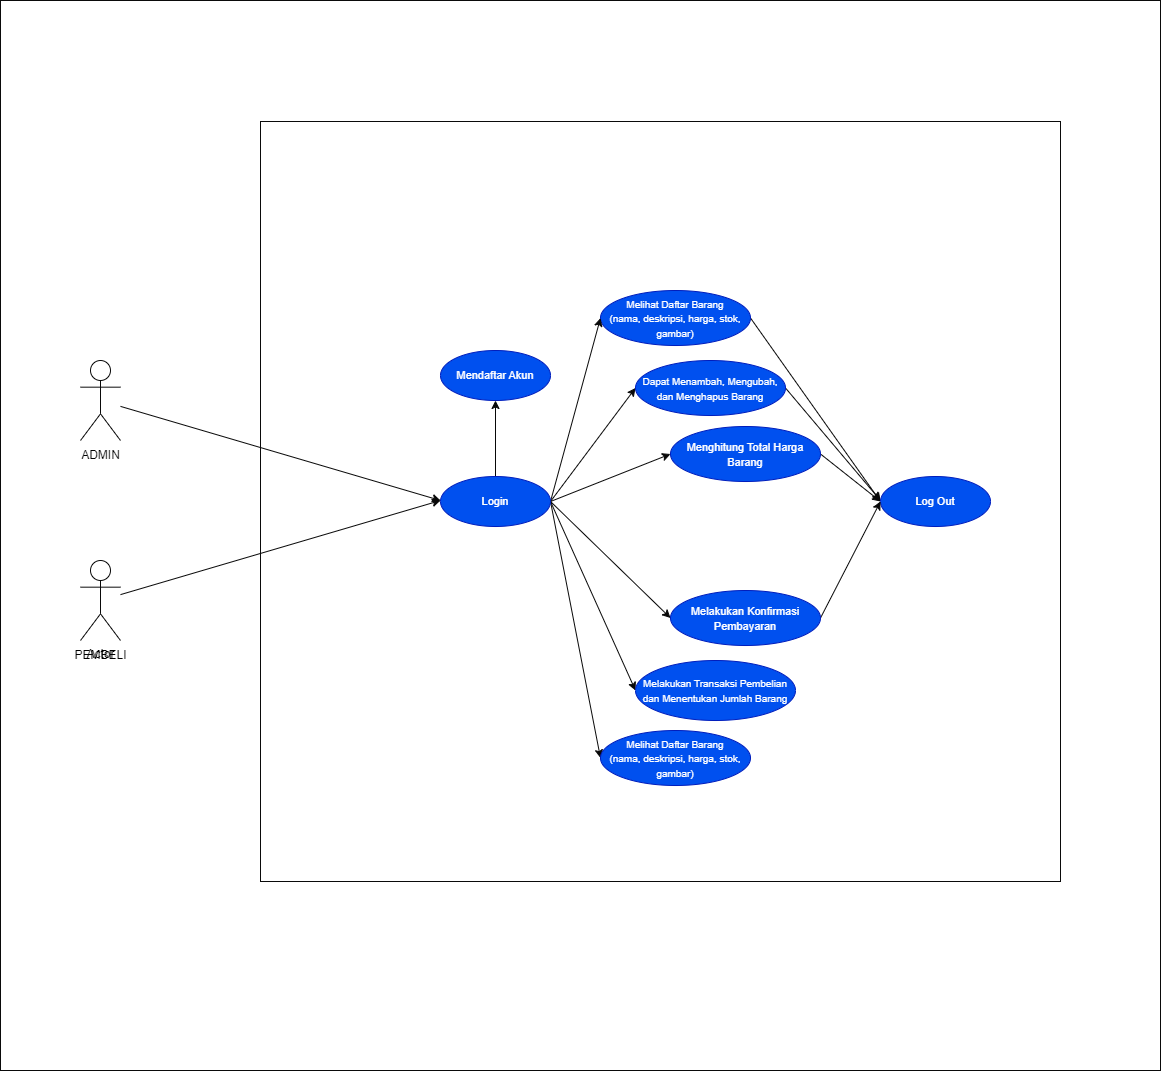 Melihat Daftar Barang
(nama, deskripsi, harga, stok,
gambar)
Mendaftar Akun
Dapat Menambah, Mengubah,
dan Menghapus Barang
ADMIN
Menghitung Total Harga
Barang
Login
Log Out
Melakukan Konfirmasi
Pembayaran
PEMBELI
Melakukan Transaksi Pembelian
dan Menentukan Jumlah Barang
Melihat Daftar Barang
(nama, deskripsi, harga, stok,
gambar)